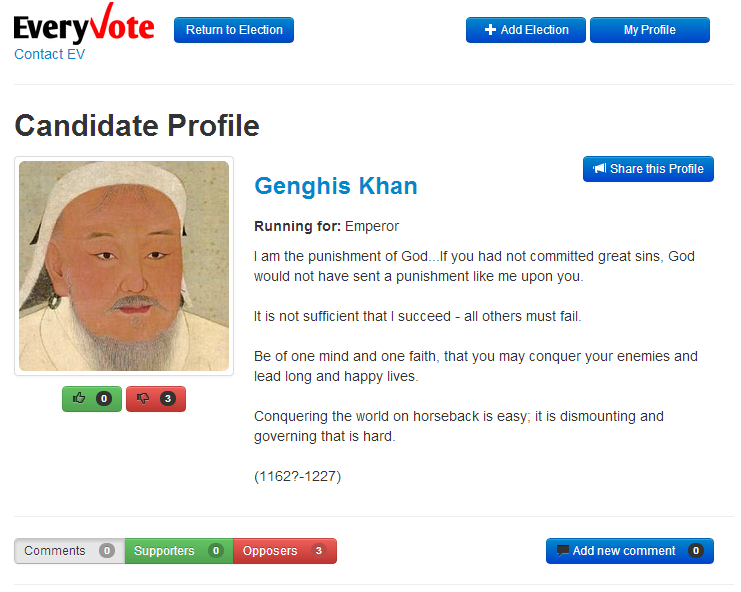 EveryVote
Return to Election
Add Election
My Profile
Contact EV
Candidate Profile
Share this Profile
Genghis Khan
Running for: Emperor
I am the punishment of God...If you had not committed great sins, God
would not have sent a punishment like me upon you.
It is not sufficient that I succeed - all others must fail.
Be of one mind and one faith, that you may conquer your enemies and
lead long and happy lives.
Conquering the world on horseback is easy; it is dismounting and
governing that is hard.
(1162?-1227)
0 3
Comments 0 Supporters 0 Opposers 3
Add new comment 0